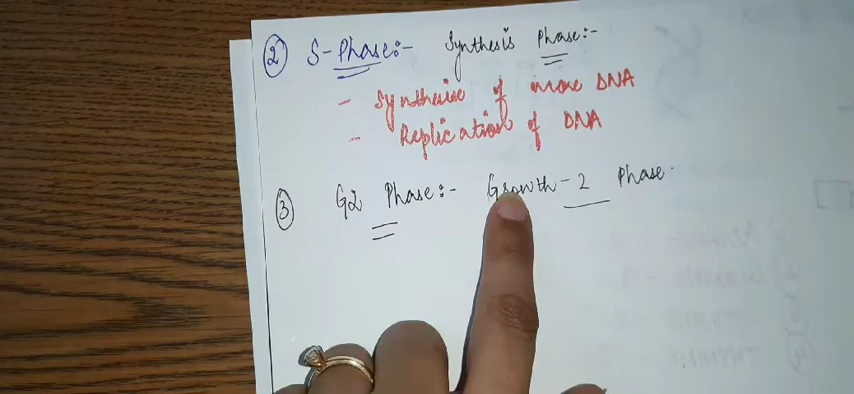 ② S-Phase:- Synthesis Phase:-
- Synthesise of more DNA
- Replication of DNA
③ G2 Phase:- Growth-2 Phase.